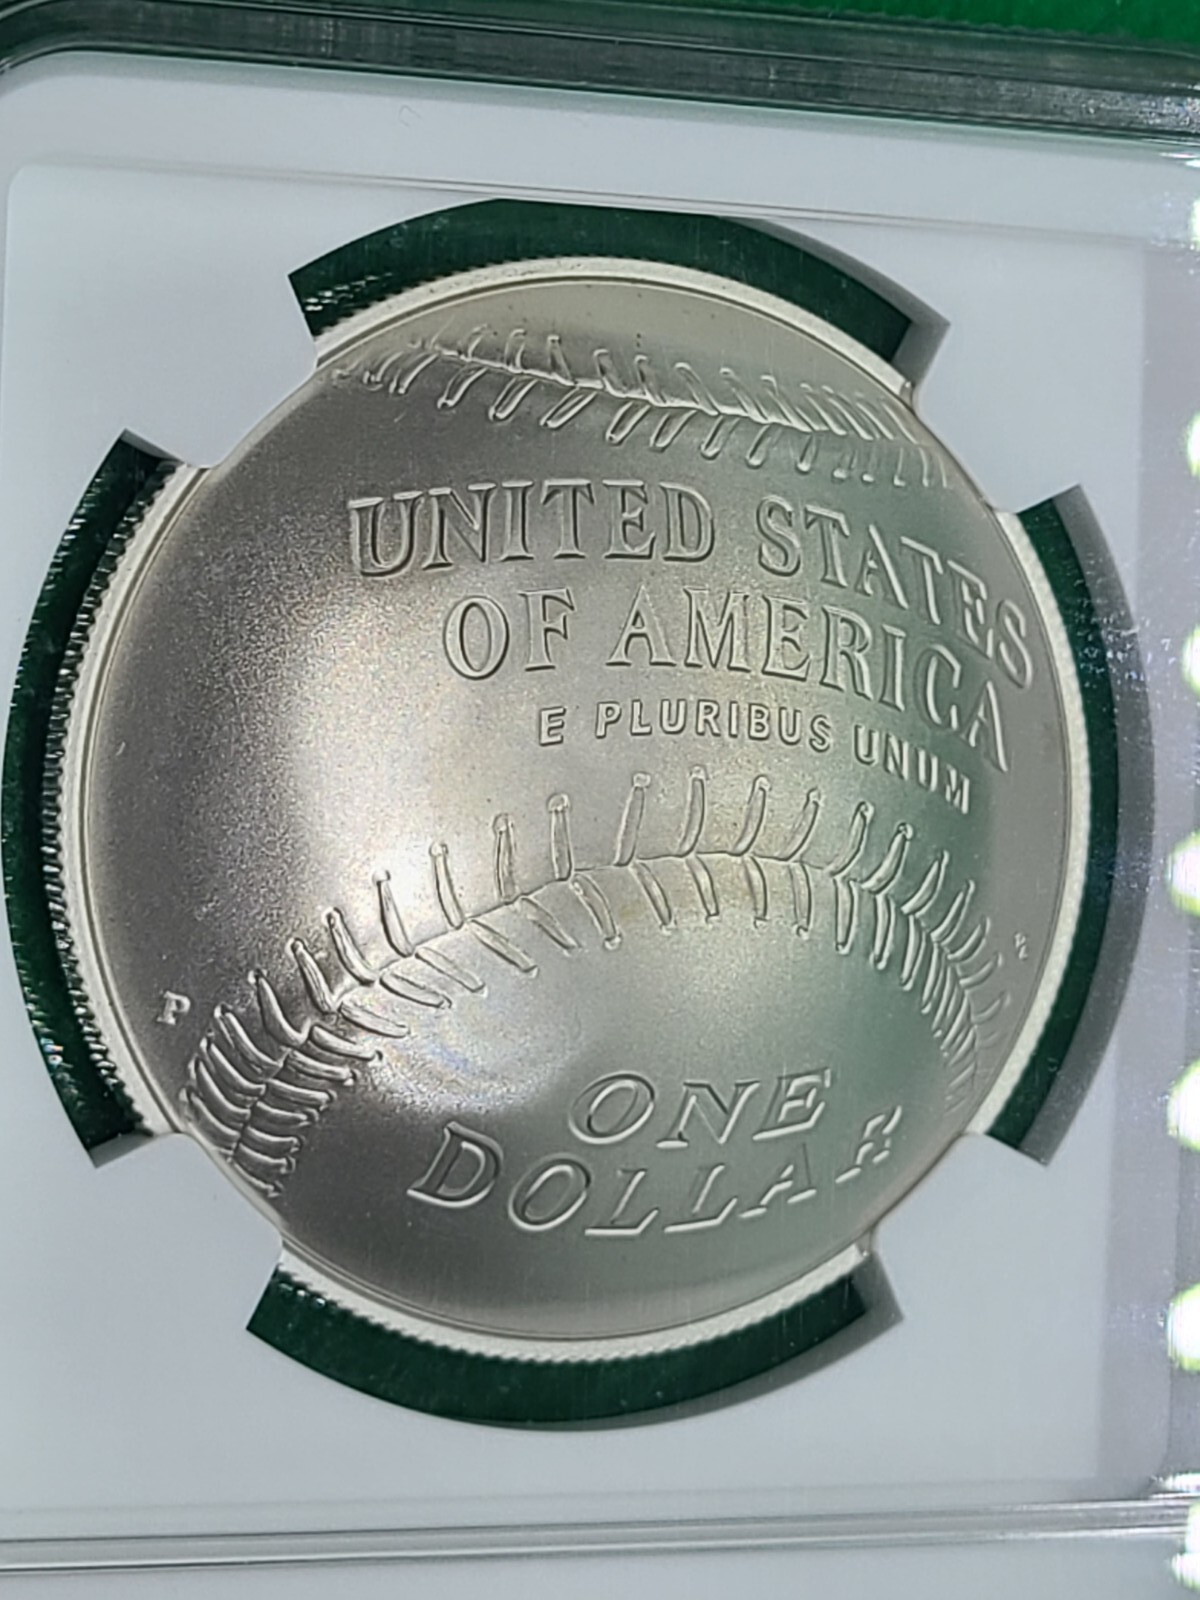 UNITED STATES
OF AMERICA
E PLURIBUS UNUM
P
ONE
DOLLAR